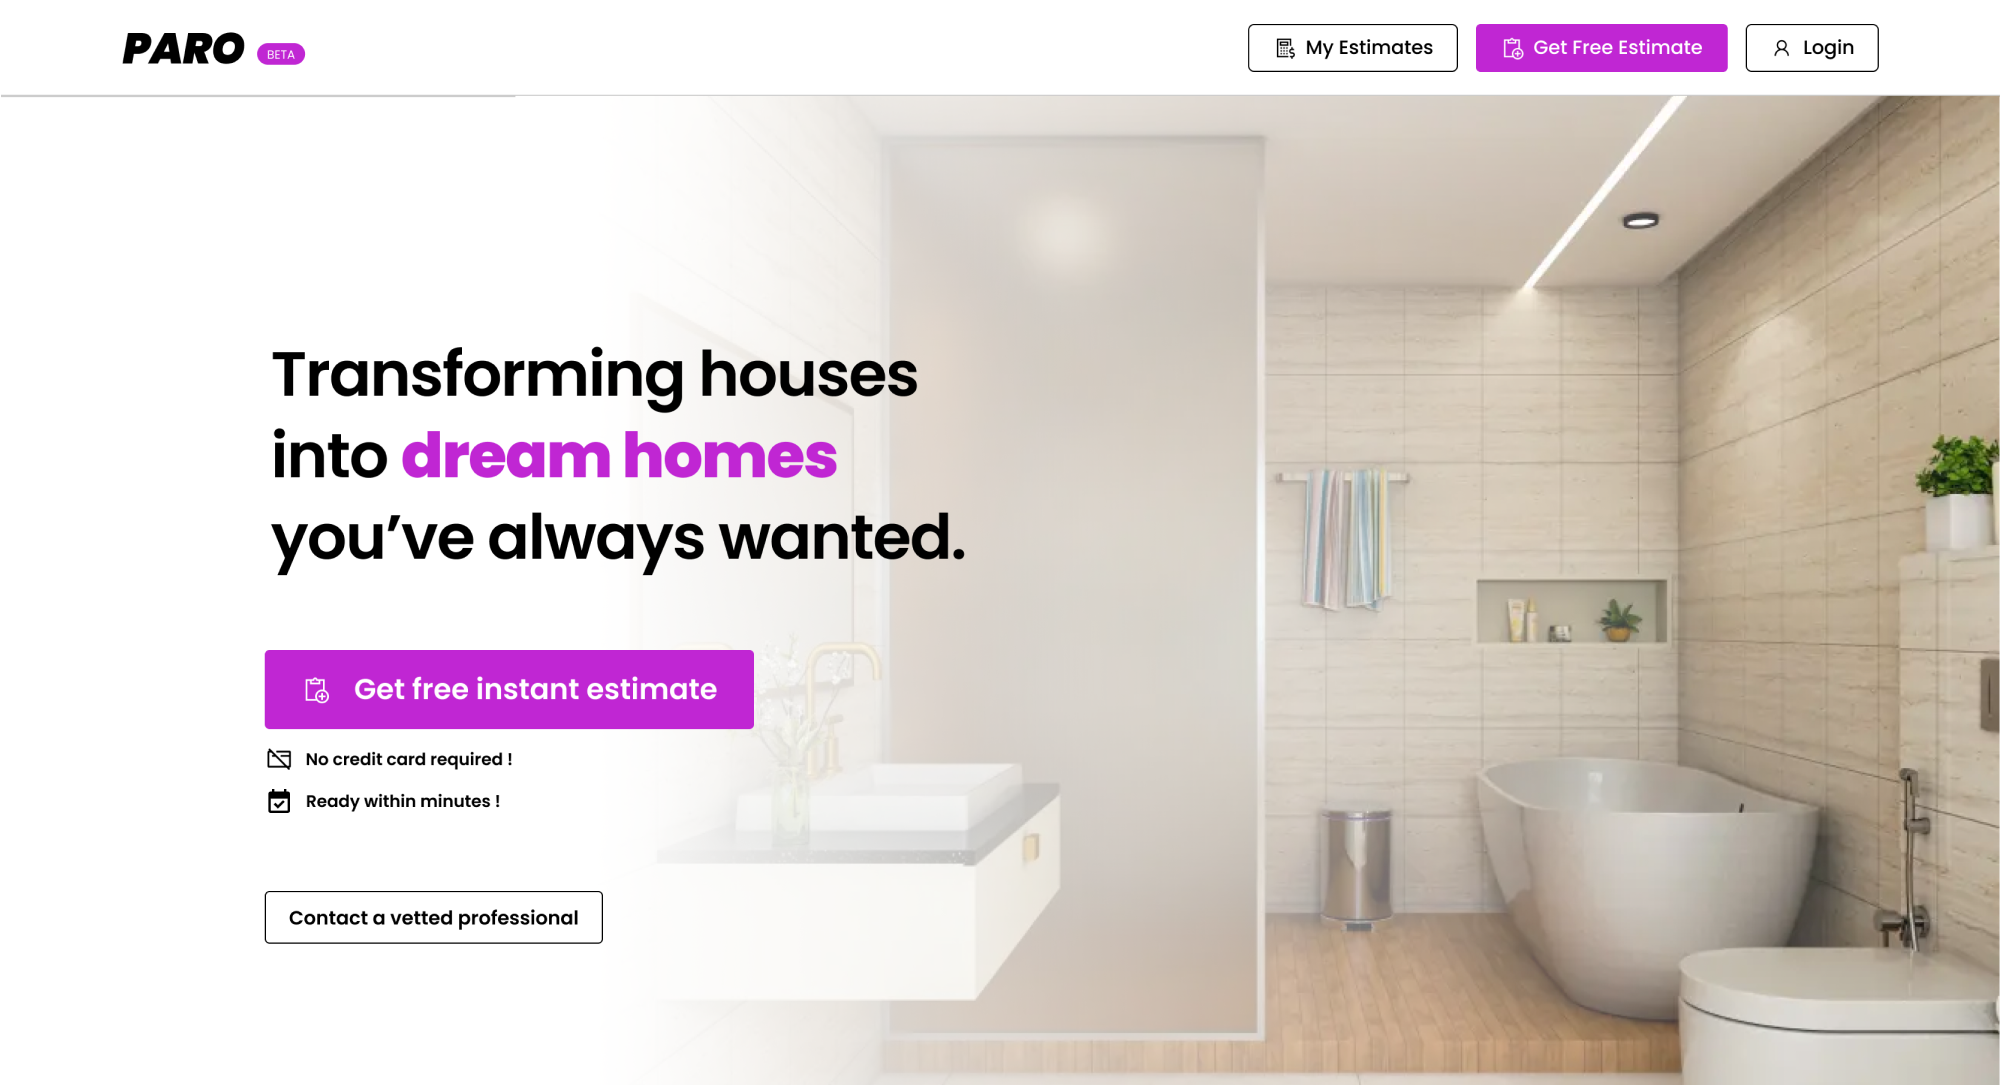 PARO
BETA
My Estimates
Get Free Estimate
Login
Transforming houses
into dream homes
you’ve always wanted.
Get free instant estimate
No credit card required !
Ready within minutes !
Contact a vetted professional